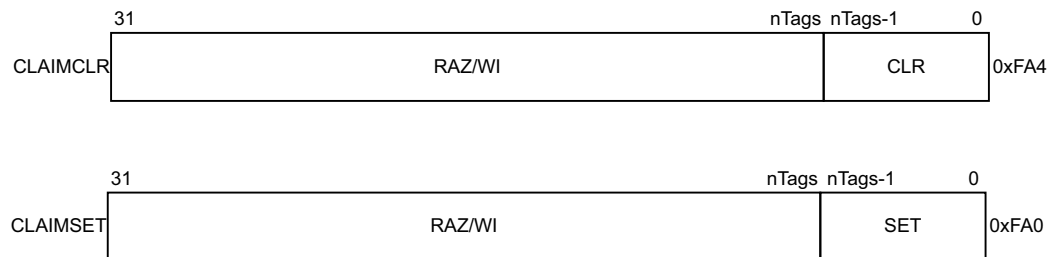 31 nTags nTags-1 0
CLAIMCLR RAZ/WI CLR 0xFA4
31 nTags nTags-1 0
CLAIMSET RAZ/WI SET 0xFA0